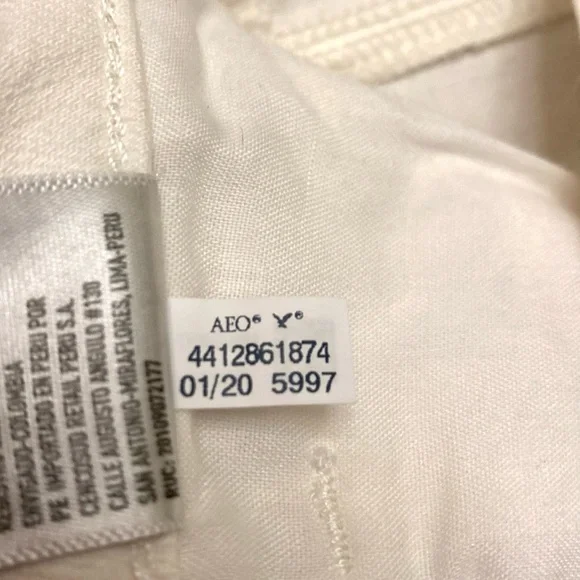 AEO® ®
4412861874
01/20 5997
ENVIGADO-COLOMBIA
PE IMPORTADO EN PERU POR
CENCOSUD RETAIL PERU S.A.
CALLE AUGUSTO ANGULO #130
SAN ANTONIO-MIRAFLORES, LIMA-PERU
RUC: 20109072177